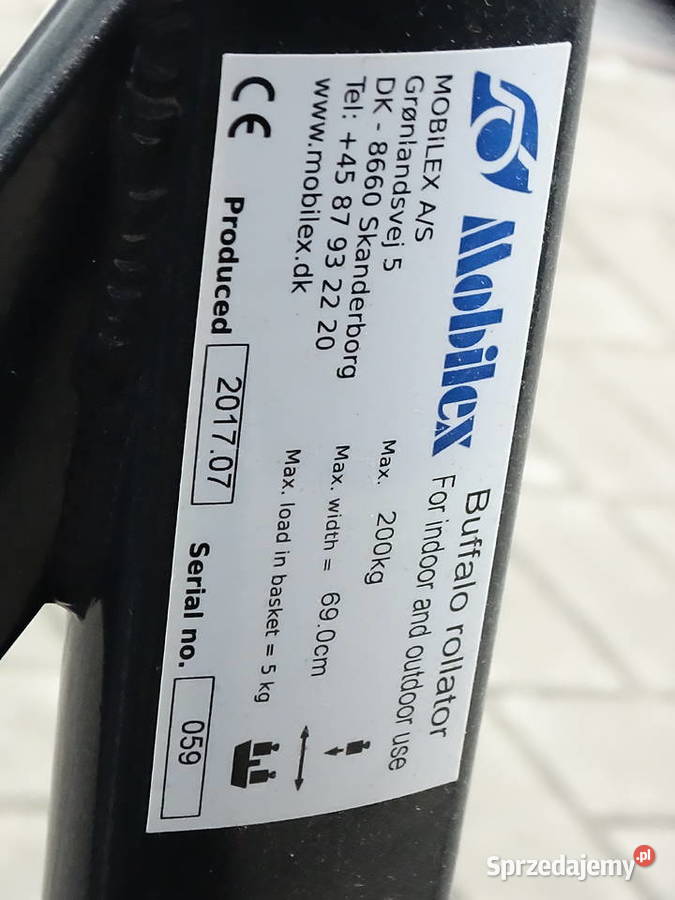 Mobilex
MOBILEX A/S
Grønlandsvej 5
DK - 8660 Skanderborg
Tel: +45 87 93 22 20
www.mobilex.dk
CE
Buffalo rollator
For indoor and outdoor use
Max. 200kg
Max. width = 69.0cm
Max. load in basket = 5 kg
Produced 2017.07 Serial no. 059
Sprzedajemy.pl